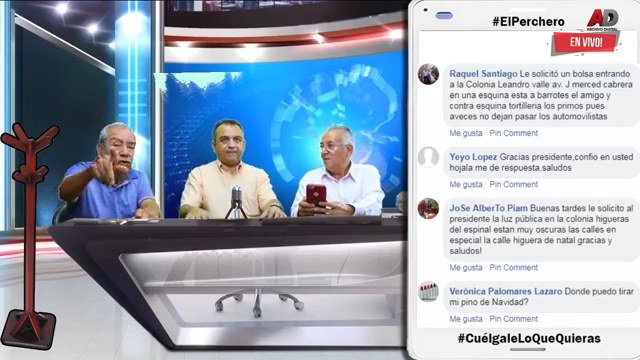 #ElPerchero
AD
ARCHIVO DIGITAL
EN VIVO!
Raquel Santiago Le solicitó un bolsa entrando
a la Colonia Leandro valle av. J merced cabrera
en una esquina esta a barrotes el amigo y
contra esquina tortilleria los primos pues
aveces no dejan pasar los automovilistas
Me gusta · Pin Comment
Yeyo Lopez Gracias presidente,confio en usted
hojala me de respuesta,saludos
Me gusta · Pin Comment
JoSe AlberTo Piam Buenas tardes le solicito al
presidente la luz pública en la colonia higueras
del espinal estan muy oscuras las calles en
especial la calle higuera de natal gracias y
saludos!
Me gusta · Pin Comment
Verónica Palomares Lazaro Donde puedo tirar
mi pino de Navidad?
Me gusta · Pin Comment
#CuélgaleLoQueQuieras